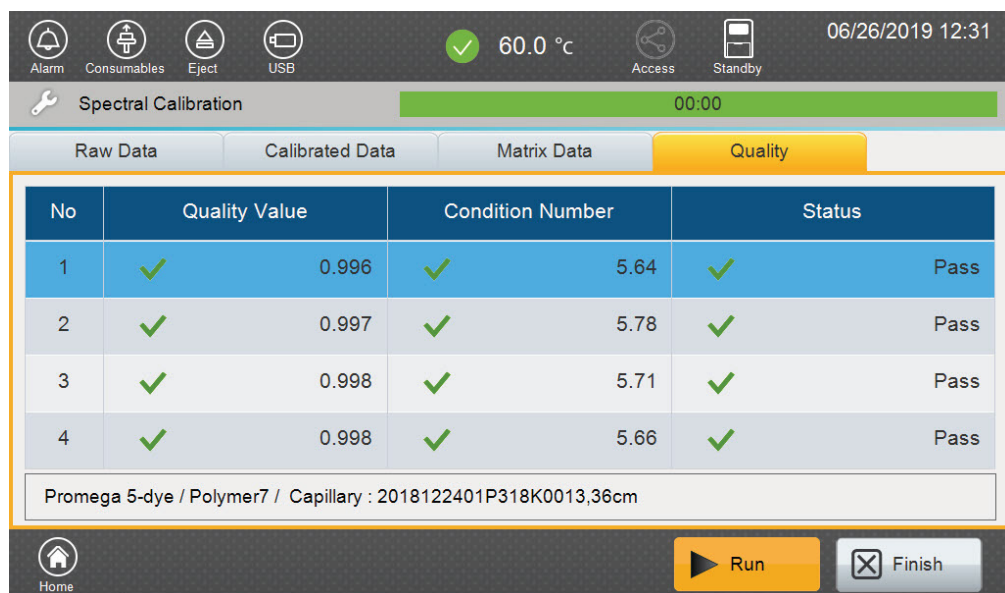 06/26/2019 12:31
60.0 °c
Alarm Consumables Eject USB Access Standby
Spectral Calibration 00:00
Raw Data Calibrated Data Matrix Data Quality
No Quality Value Condition Number Status
1 0.996 5.64 Pass
2 0.997 5.78 Pass
3 0.998 5.71 Pass
4 0.998 5.66 Pass
Promega 5-dye / Polymer7 / Capillary : 2018122401P318K0013,36cm
Run Finish
Home